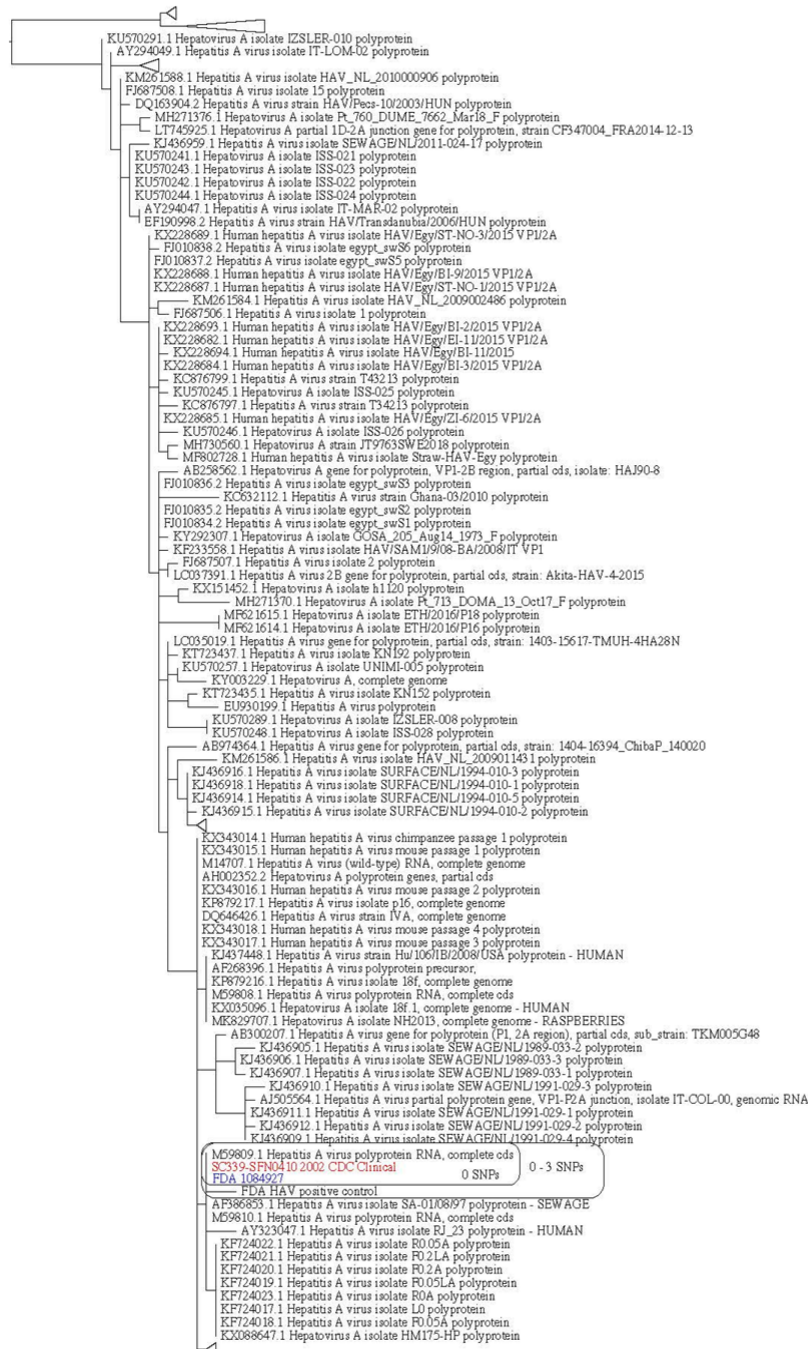 KU570291.1 Hepatovirus A isolate IZSLER-010 polyprotein
AY294049.1 Hepatitis A virus isolate IT-LOM-02 polyprotein
KM261588.1 Hepatitis A virus isolate HAV_NL_2010000906 polyprotein
FJ687508.1 Hepatitis A virus isolate 15 polyprotein
DQ163904.2 Hepatitis A virus strain HAV/Pecs-10/2003/HUN polyprotein
MH271376.1 Hepatovirus A isolate Pt_760_DUME_7662_Mar18_F polyprotein
LT745925.1 Hepatovirus A partial 1D-2A junction gene for polyprotein, strain CF347004_FRA2014-12-13
KJ436959.1 Hepatitis A virus isolate SEWAGE/NL/2011-024-17 polyprotein
KU570241.1 Hepatovirus A isolate ISS-021 polyprotein
KU570243.1 Hepatovirus A isolate ISS-023 polyprotein
KU570242.1 Hepatovirus A isolate ISS-022 polyprotein
KU570244.1 Hepatovirus A isolate ISS-024 polyprotein
AY294047.1 Hepatitis A virus isolate IT-MAR-02 polyprotein
EF190998.2 Hepatitis A virus strain HAV/Transdanubia/2006/HUN polyprotein
KX228689.1 Human hepatitis A virus isolate HAV/Egy/ST-NO-3/2015 VP1/2A
FJ010838.2 Hepatitis A virus isolate egypt_swS6 polyprotein
FJ010837.2 Hepatitis A virus isolate egypt_swS5 polyprotein
KX228688.1 Human hepatitis A virus isolate HAV/Egy/BI-9/2015 VP1/2A
KX228687.1 Human hepatitis A virus isolate HAV/Egy/ST-NO-1/2015 VP1/2A
KM261584.1 Hepatitis A virus isolate HAV_NL_2009002486 polyprotein
FJ687506.1 Hepatitis A virus isolate 1 polyprotein
KX228693.1 Human hepatitis A virus isolate HAV/Egy/BI-2/2015 VP1/2A
KX228682.1 Human hepatitis A virus isolate HAV/Egy/EI-11/2015 VP1/2A
KX228694.1 Human hepatitis A virus isolate HAV/Egy/BI-11/2015
KX228684.1 Human hepatitis A virus isolate HAV/Egy/BI-3/2015 VP1/2A
KC876799.1 Hepatitis A virus strain T43213 polyprotein
KU570245.1 Hepatovirus A isolate ISS-025 polyprotein
KC876797.1 Hepatitis A virus strain T34213 polyprotein
KX228685.1 Human hepatitis A virus isolate HAV/Egy/ZI-6/2015 VP1/2A
KU570246.1 Hepatovirus A isolate ISS-026 polyprotein
MH730560.1 Hepatovirus A strain JT9763SWE2018 polyprotein
MF802728.1 Human hepatitis A virus isolate Straw-HAV-Egy polyprotein
AB258562.1 Hepatovirus A gene for polyprotein, VP1-2B region, partial cds, isolate: HAJ90-8
FJ010836.2 Hepatitis A virus isolate egypt_swS3 polyprotein
KC632112.1 Hepatitis A virus strain Ghana-03/2010 polyprotein
FJ010835.2 Hepatitis A virus isolate egypt_swS2 polyprotein
FJ010834.2 Hepatitis A virus isolate egypt_swS1 polyprotein
KY292307.1 Hepatovirus A isolate GOSA_205_Aug14_1973_F polyprotein
KF233558.1 Hepatitis A virus isolate HAV/SAM1/9/08-BA/2008/IT VP1
FJ687507.1 Hepatitis A virus isolate 2 polyprotein
LC037391.1 Hepatitis A virus 2B gene for polyprotein, partial cds, strain: Akita-HAV-4-2015
KX151452.1 Hepatovirus A isolate h1120 polyprotein
MH271370.1 Hepatovirus A isolate Pt_713_DOMA_13_Oct17_F polyprotein
MF621615.1 Hepatovirus A isolate ETH/2016/P18 polyprotein
MF621614.1 Hepatovirus A isolate ETH/2016/P16 polyprotein
LC035019.1 Hepatitis A virus gene for polyprotein, partial cds, strain: 1403-15617-TMUH-4HA28N
KT723437.1 Hepatitis A virus isolate KN192 polyprotein
KU570257.1 Hepatovirus A isolate UNIMI-005 polyprotein
KY003229.1 Hepatovirus A, complete genome
KT723435.1 Hepatitis A virus isolate KN152 polyprotein
EU930199.1 Hepatitis A virus polyprotein
KU570289.1 Hepatovirus A isolate IZSLER-008 polyprotein
KU570248.1 Hepatovirus A isolate ISS-028 polyprotein
AB974364.1 Hepatitis A virus gene for polyprotein, partial cds, strain: 1404-16394_ChibaP_140020
KM261586.1 Hepatitis A virus isolate HAV_NL_2009011431 polyprotein
KJ436916.1 Hepatitis A virus isolate SURFACE/NL/1994-010-3 polyprotein
KJ436918.1 Hepatitis A virus isolate SURFACE/NL/1994-010-1 polyprotein
KJ436914.1 Hepatitis A virus isolate SURFACE/NL/1994-010-5 polyprotein
KJ436915.1 Hepatitis A virus isolate SURFACE/NL/1994-010-2 polyprotein
KX343014.1 Human hepatitis A virus chimpanzee passage 1 polyprotein
KX343015.1 Human hepatitis A virus mouse passage 1 polyprotein
M14707.1 Hepatitis A virus (wild-type) RNA, complete genome
AH002352.2 Hepatovirus A polyprotein genes, partial cds
KX343016.1 Human hepatitis A virus mouse passage 2 polyprotein
KP879217.1 Hepatitis A virus isolate p16, complete genome
DQ646426.1 Hepatitis A virus strain IVA, complete genome
KX343018.1 Human hepatitis A virus mouse passage 4 polyprotein
KX343017.1 Human hepatitis A virus mouse passage 3 polyprotein
KJ437448.1 Hepatitis A virus strain Hu/106/IB/2008/USA polyprotein - HUMAN
AF268396.1 Hepatitis A virus polyprotein precursor,
KP879216.1 Hepatitis A virus isolate 18f, complete genome
M59808.1 Hepatitis A virus polyprotein RNA, complete cds
KX035096.1 Hepatovirus A isolate 18f.1, complete genome - HUMAN
MK829707.1 Hepatovirus A isolate NH2013, complete genome - RASPBERRIES
AB300207.1 Hepatitis A virus gene for polyprotein (P1, 2A region), partial cds, sub_strain: TKM005G48
KJ436905.1 Hepatitis A virus isolate SEWAGE/NL/1989-033-2 polyprotein
KJ436906.1 Hepatitis A virus isolate SEWAGE/NL/1989-033-3 polyprotein
KJ436907.1 Hepatitis A virus isolate SEWAGE/NL/1989-033-1 polyprotein
KJ436910.1 Hepatitis A virus isolate SEWAGE/NL/1991-029-3 polyprotein
AJ505564.1 Hepatitis A virus partial polyprotein gene, VP1-P2A junction, isolate IT-COL-00, genomic RNA
KJ436911.1 Hepatitis A virus isolate SEWAGE/NL/1991-029-1 polyprotein
KJ436912.1 Hepatitis A virus isolate SEWAGE/NL/1991-029-2 polyprotein
KJ436909.1 Hepatitis A virus isolate SEWAGE/NL/1991-029-4 polyprotein
M59809.1 Hepatitis A virus polyprotein RNA, complete cds
SC339-SFN0410 2002 CDC Clinical 0 SNPs 0 - 3 SNPs
FDA 1084927
FDA HAV positive control
AF386853.1 Hepatitis A virus isolate SA-01/08/97 polyprotein - SEWAGE
M59810.1 Hepatitis A virus polyprotein RNA, complete cds
AY323047.1 Hepatitis A virus isolate RJ_23 polyprotein - HUMAN
KF724022.1 Hepatitis A virus isolate R0.05A polyprotein
KF724021.1 Hepatitis A virus isolate F0.2LA polyprotein
KF724020.1 Hepatitis A virus isolate F0.2A polyprotein
KF724019.1 Hepatitis A virus isolate F0.05LA polyprotein
KF724023.1 Hepatitis A virus isolate R0A polyprotein
KF724017.1 Hepatitis A virus isolate L0 polyprotein
KF724018.1 Hepatitis A virus isolate F0.05A polyprotein
KX088647.1 Hepatovirus A isolate HM175-HP polyprotein